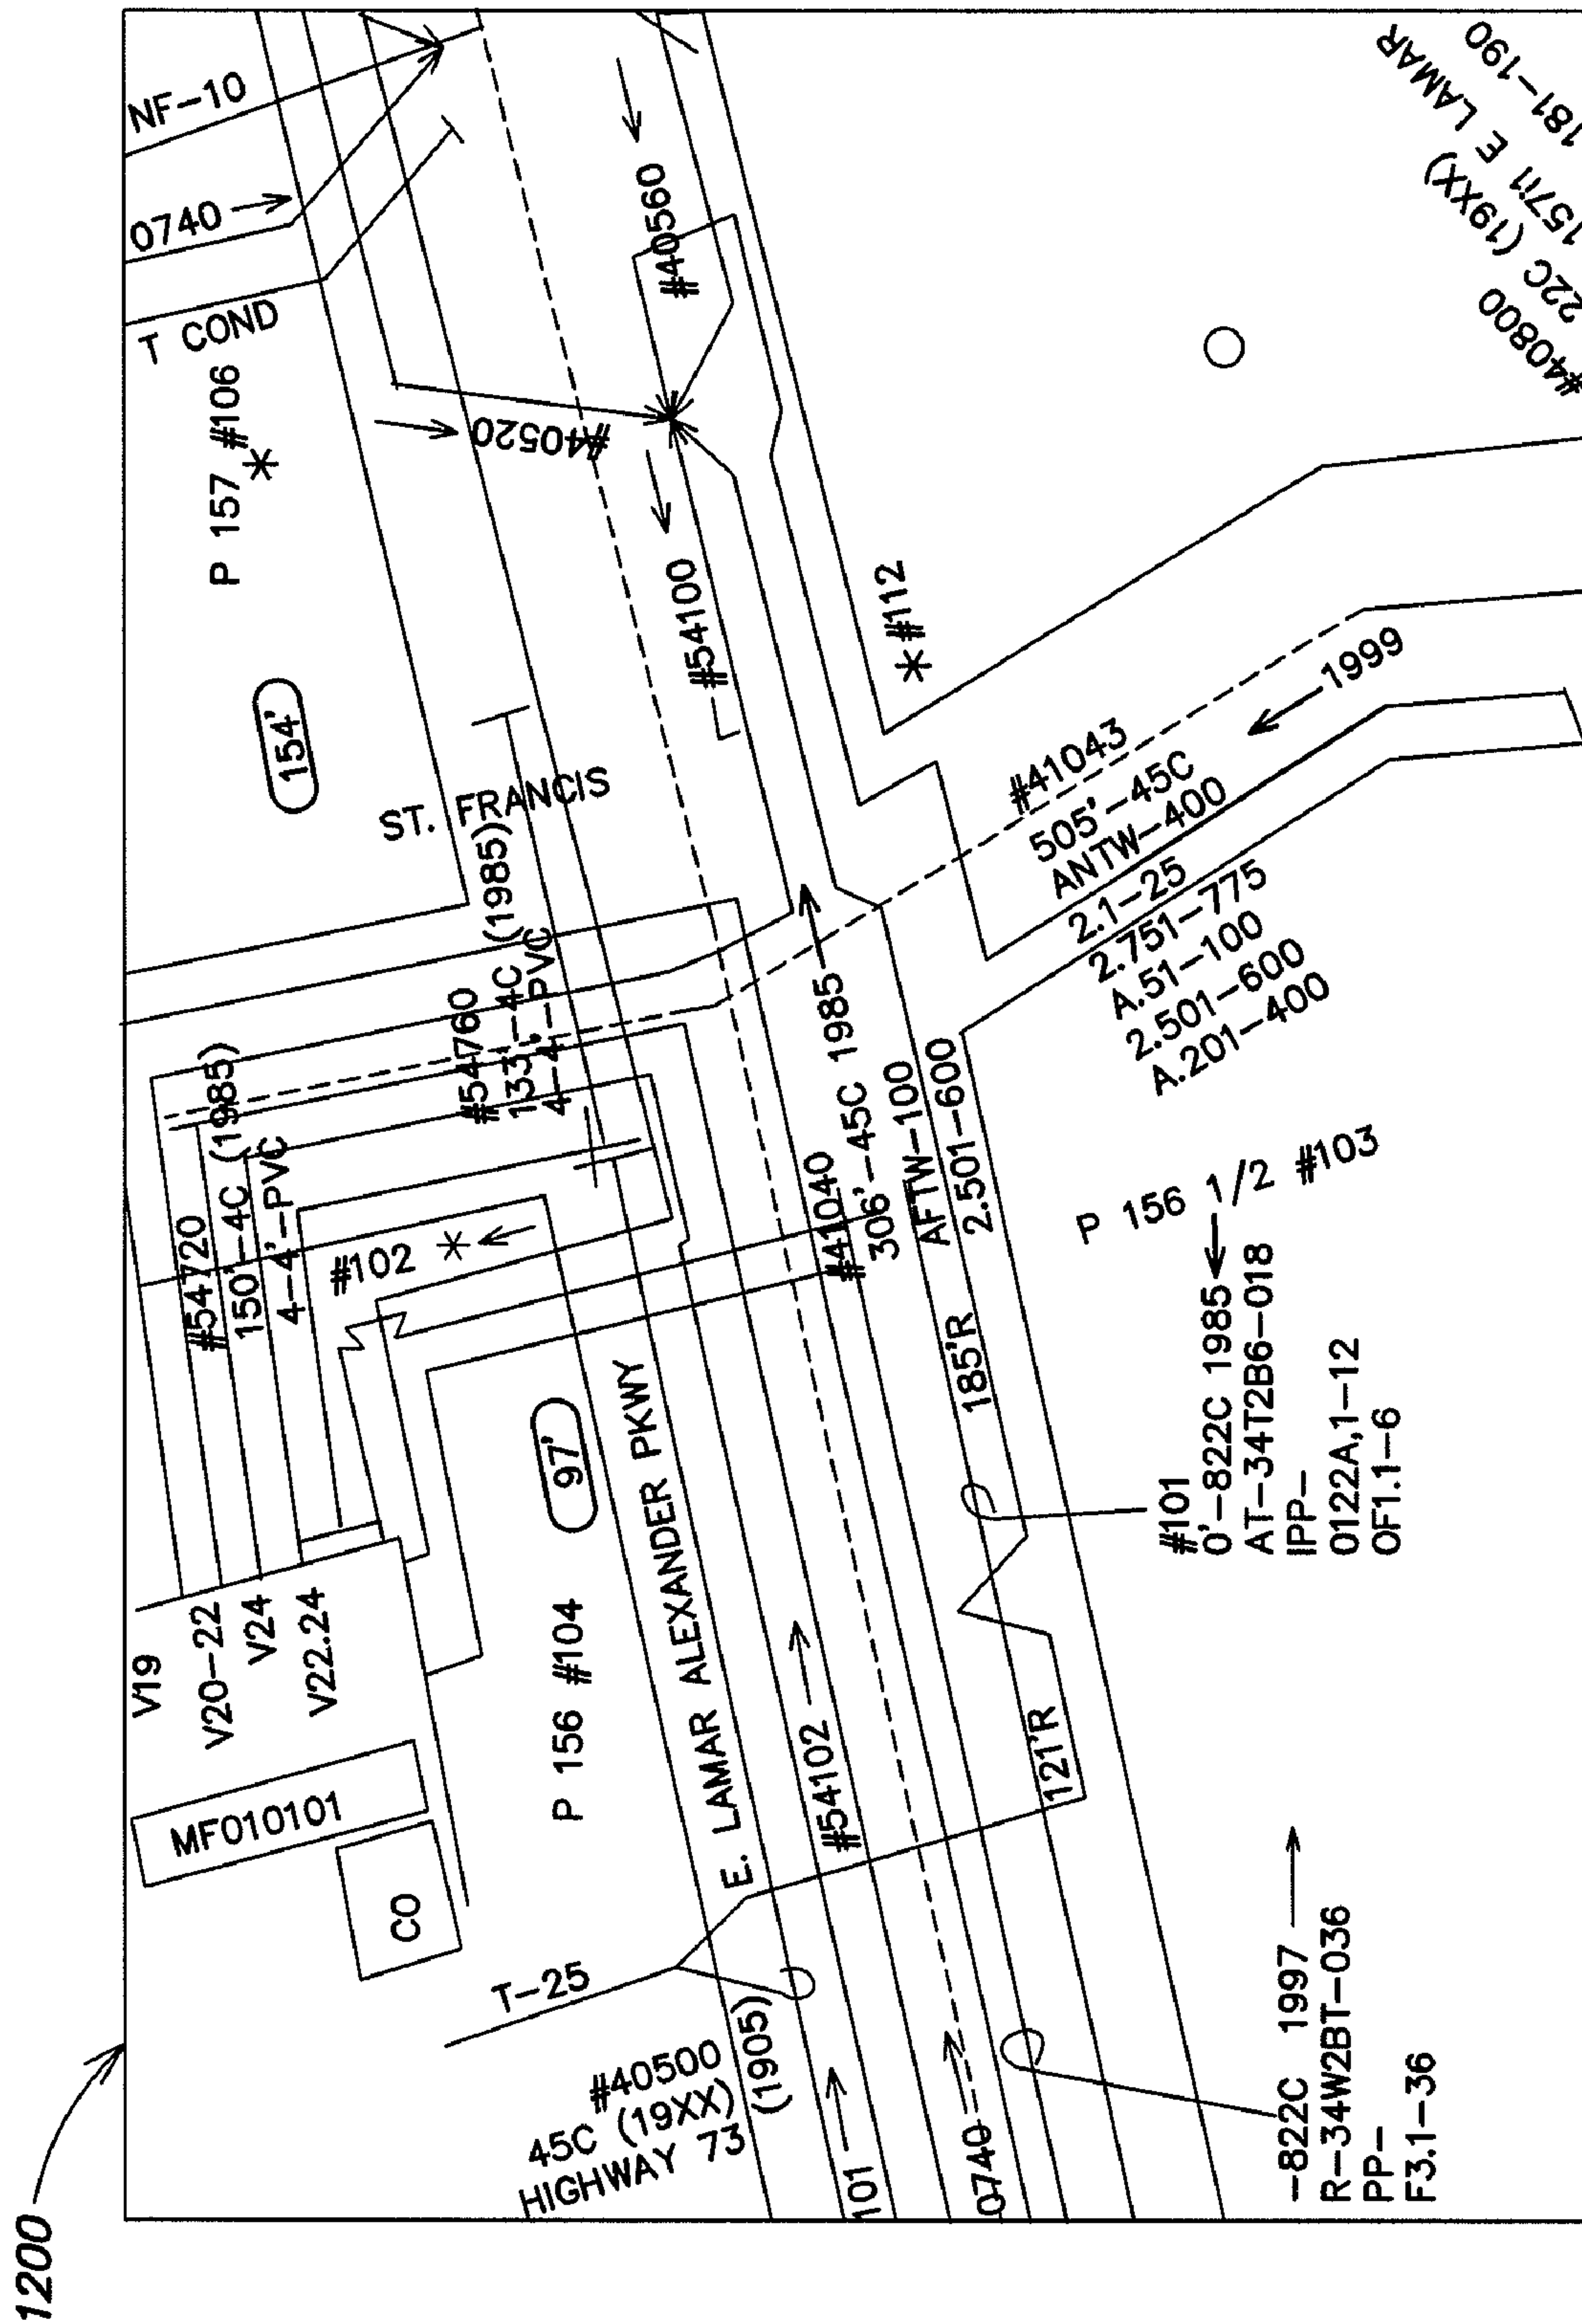 1200
NF-10
0740
T COND
P 157 #106
154'
ST. FRANCIS
#40520
#40560
#54100
*#112
#40800
22C (19XX)
157'11 E LAMAR
181-190
#54720
150'-4C (1985)
4-4'-PVC
#54760
133'-4C (1985)
4-4'-PVC
#102
V19
V20-22
V24
V22.24
MF010101
CO
P 156 #104
97'
E. LAMAR ALEXANDER PKWY
#54102
T-25
#40500
45C (19XX)
HIGHWAY 73 (1905)
101
0740
#41040
306'-45C 1985
AFTW-100
2.501-600
185'R
121'R
#41043
505'-45C
ANTW-400
2.1-25
2.751-775
A.51-100
2.501-600
A.201-400
1999
P 156 1/2 #103
#101
0'-822C 1985
AT-34T2B6-018
IPP-
0122A,1-12
OF1.1-6
-822C 1997
R-34W2BT-036
PP-
F3.1-36